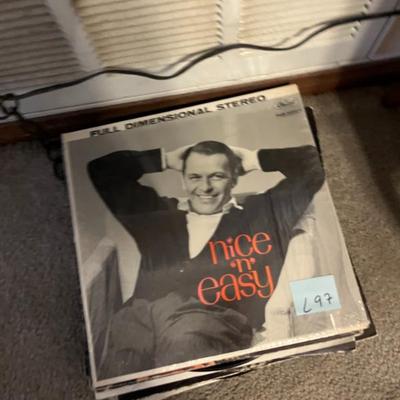 FULL DIMENSIONAL STEREO
nice
'n'
easy
L97